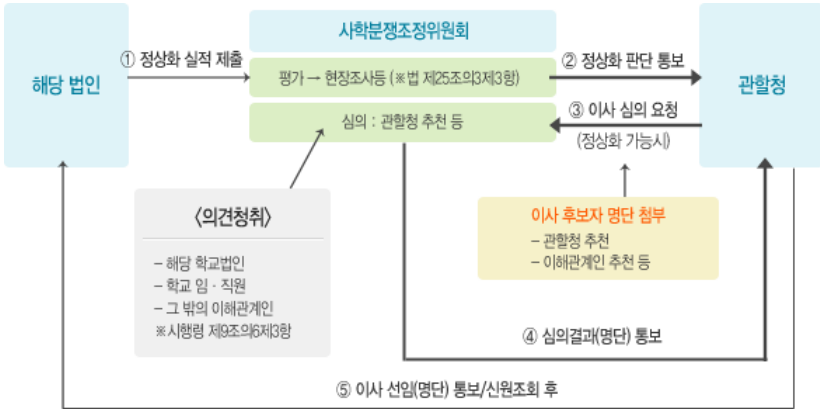 사학분쟁조정위원회
해당 법인
① 정상화 실적 제출
평가 → 현장조사등 (※법 제25조의3제3항)
② 정상화 판단 통보
관할청
심의 : 관할청 추천 등
③ 이사 심의 요청
(정상화 가능시)
〈의견청취〉
– 해당 학교법인
– 학교 임 · 직원
– 그 밖의 이해관계인
※시행령 제9조의6제3항
이사 후보자 명단 첨부
– 관할청 추천
– 이해관계인 추천 등
④ 심의결과(명단) 통보
⑤ 이사 선임(명단) 통보/신원조회 후